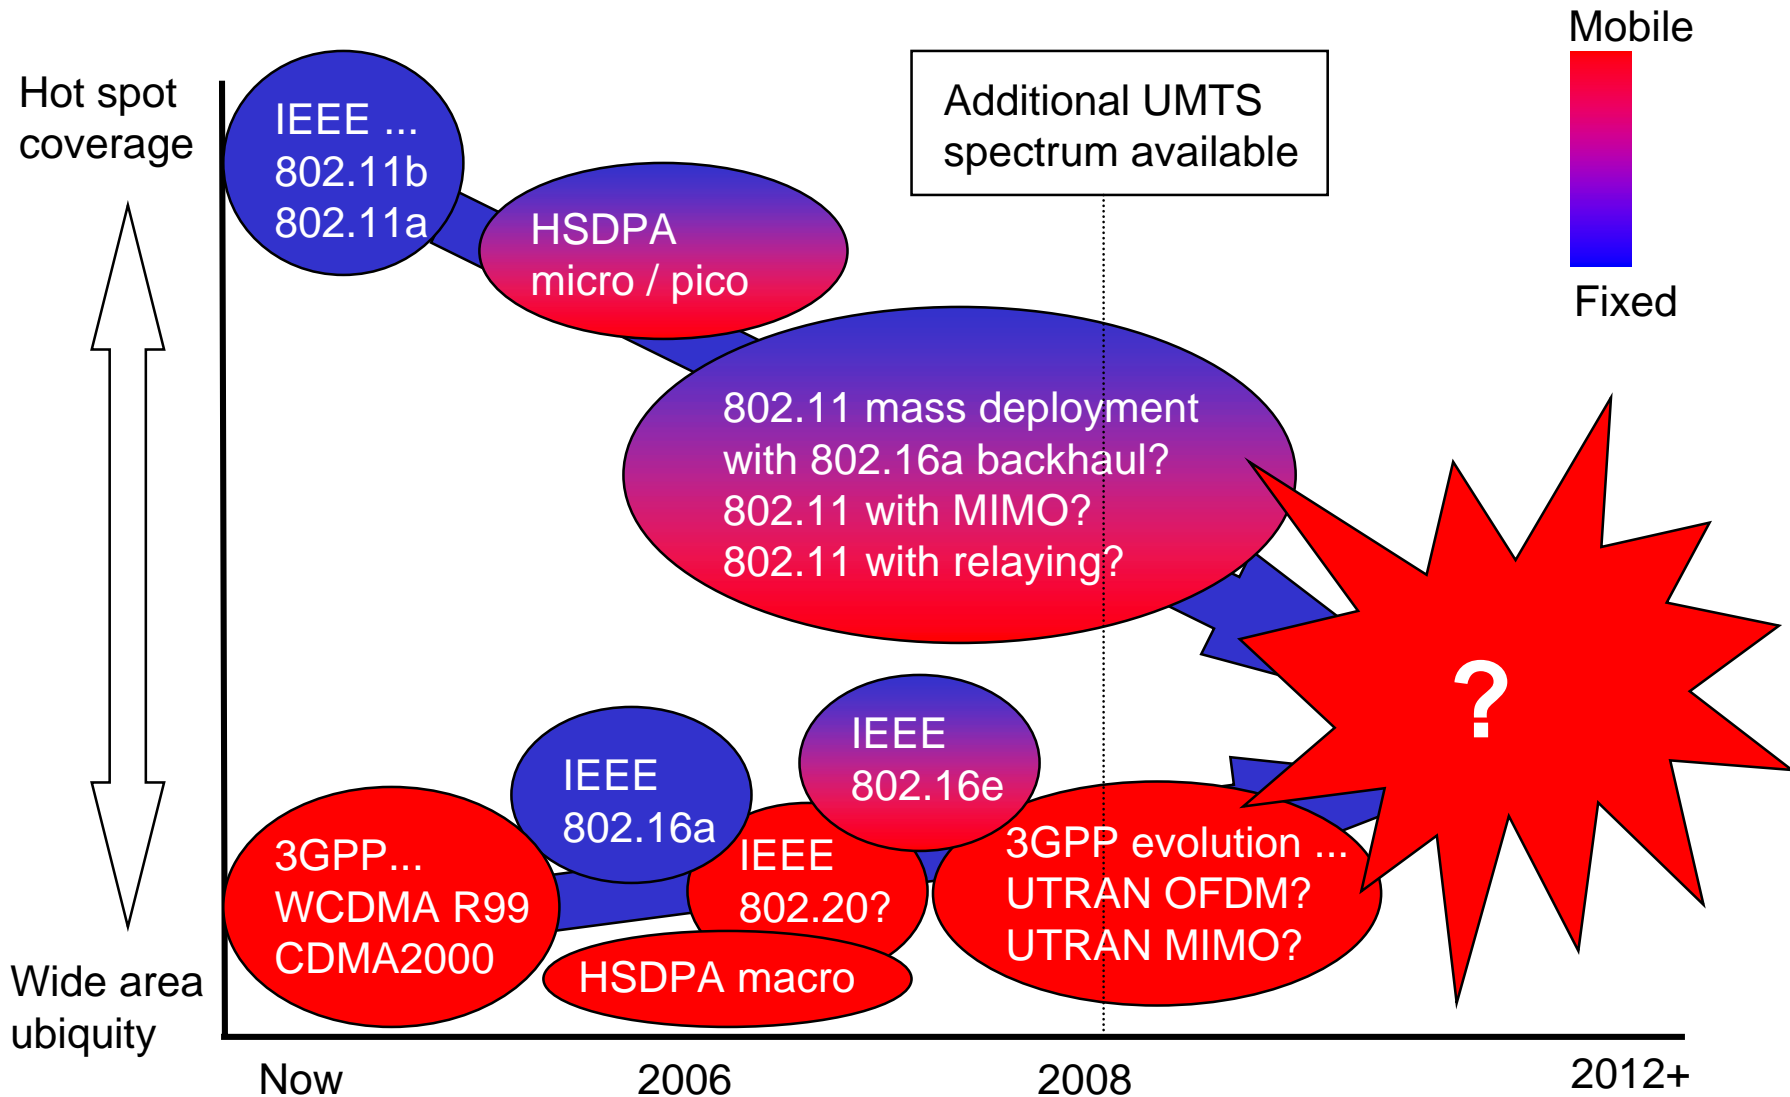 Mobile
Fixed
Hot spot
coverage
Wide area
ubiquity
IEEE ...
802.11b
802.11a
HSDPA
micro / pico
Additional UMTS
spectrum available
802.11 mass deployment
with 802.16a backhaul?
802.11 with MIMO?
802.11 with relaying?
?
IEEE
802.16a
IEEE
802.16e
3GPP...
WCDMA R99
CDMA2000
IEEE
802.20?
HSDPA macro
3GPP evolution ...
UTRAN OFDM?
UTRAN MIMO?
Now
2006
2008
2012+